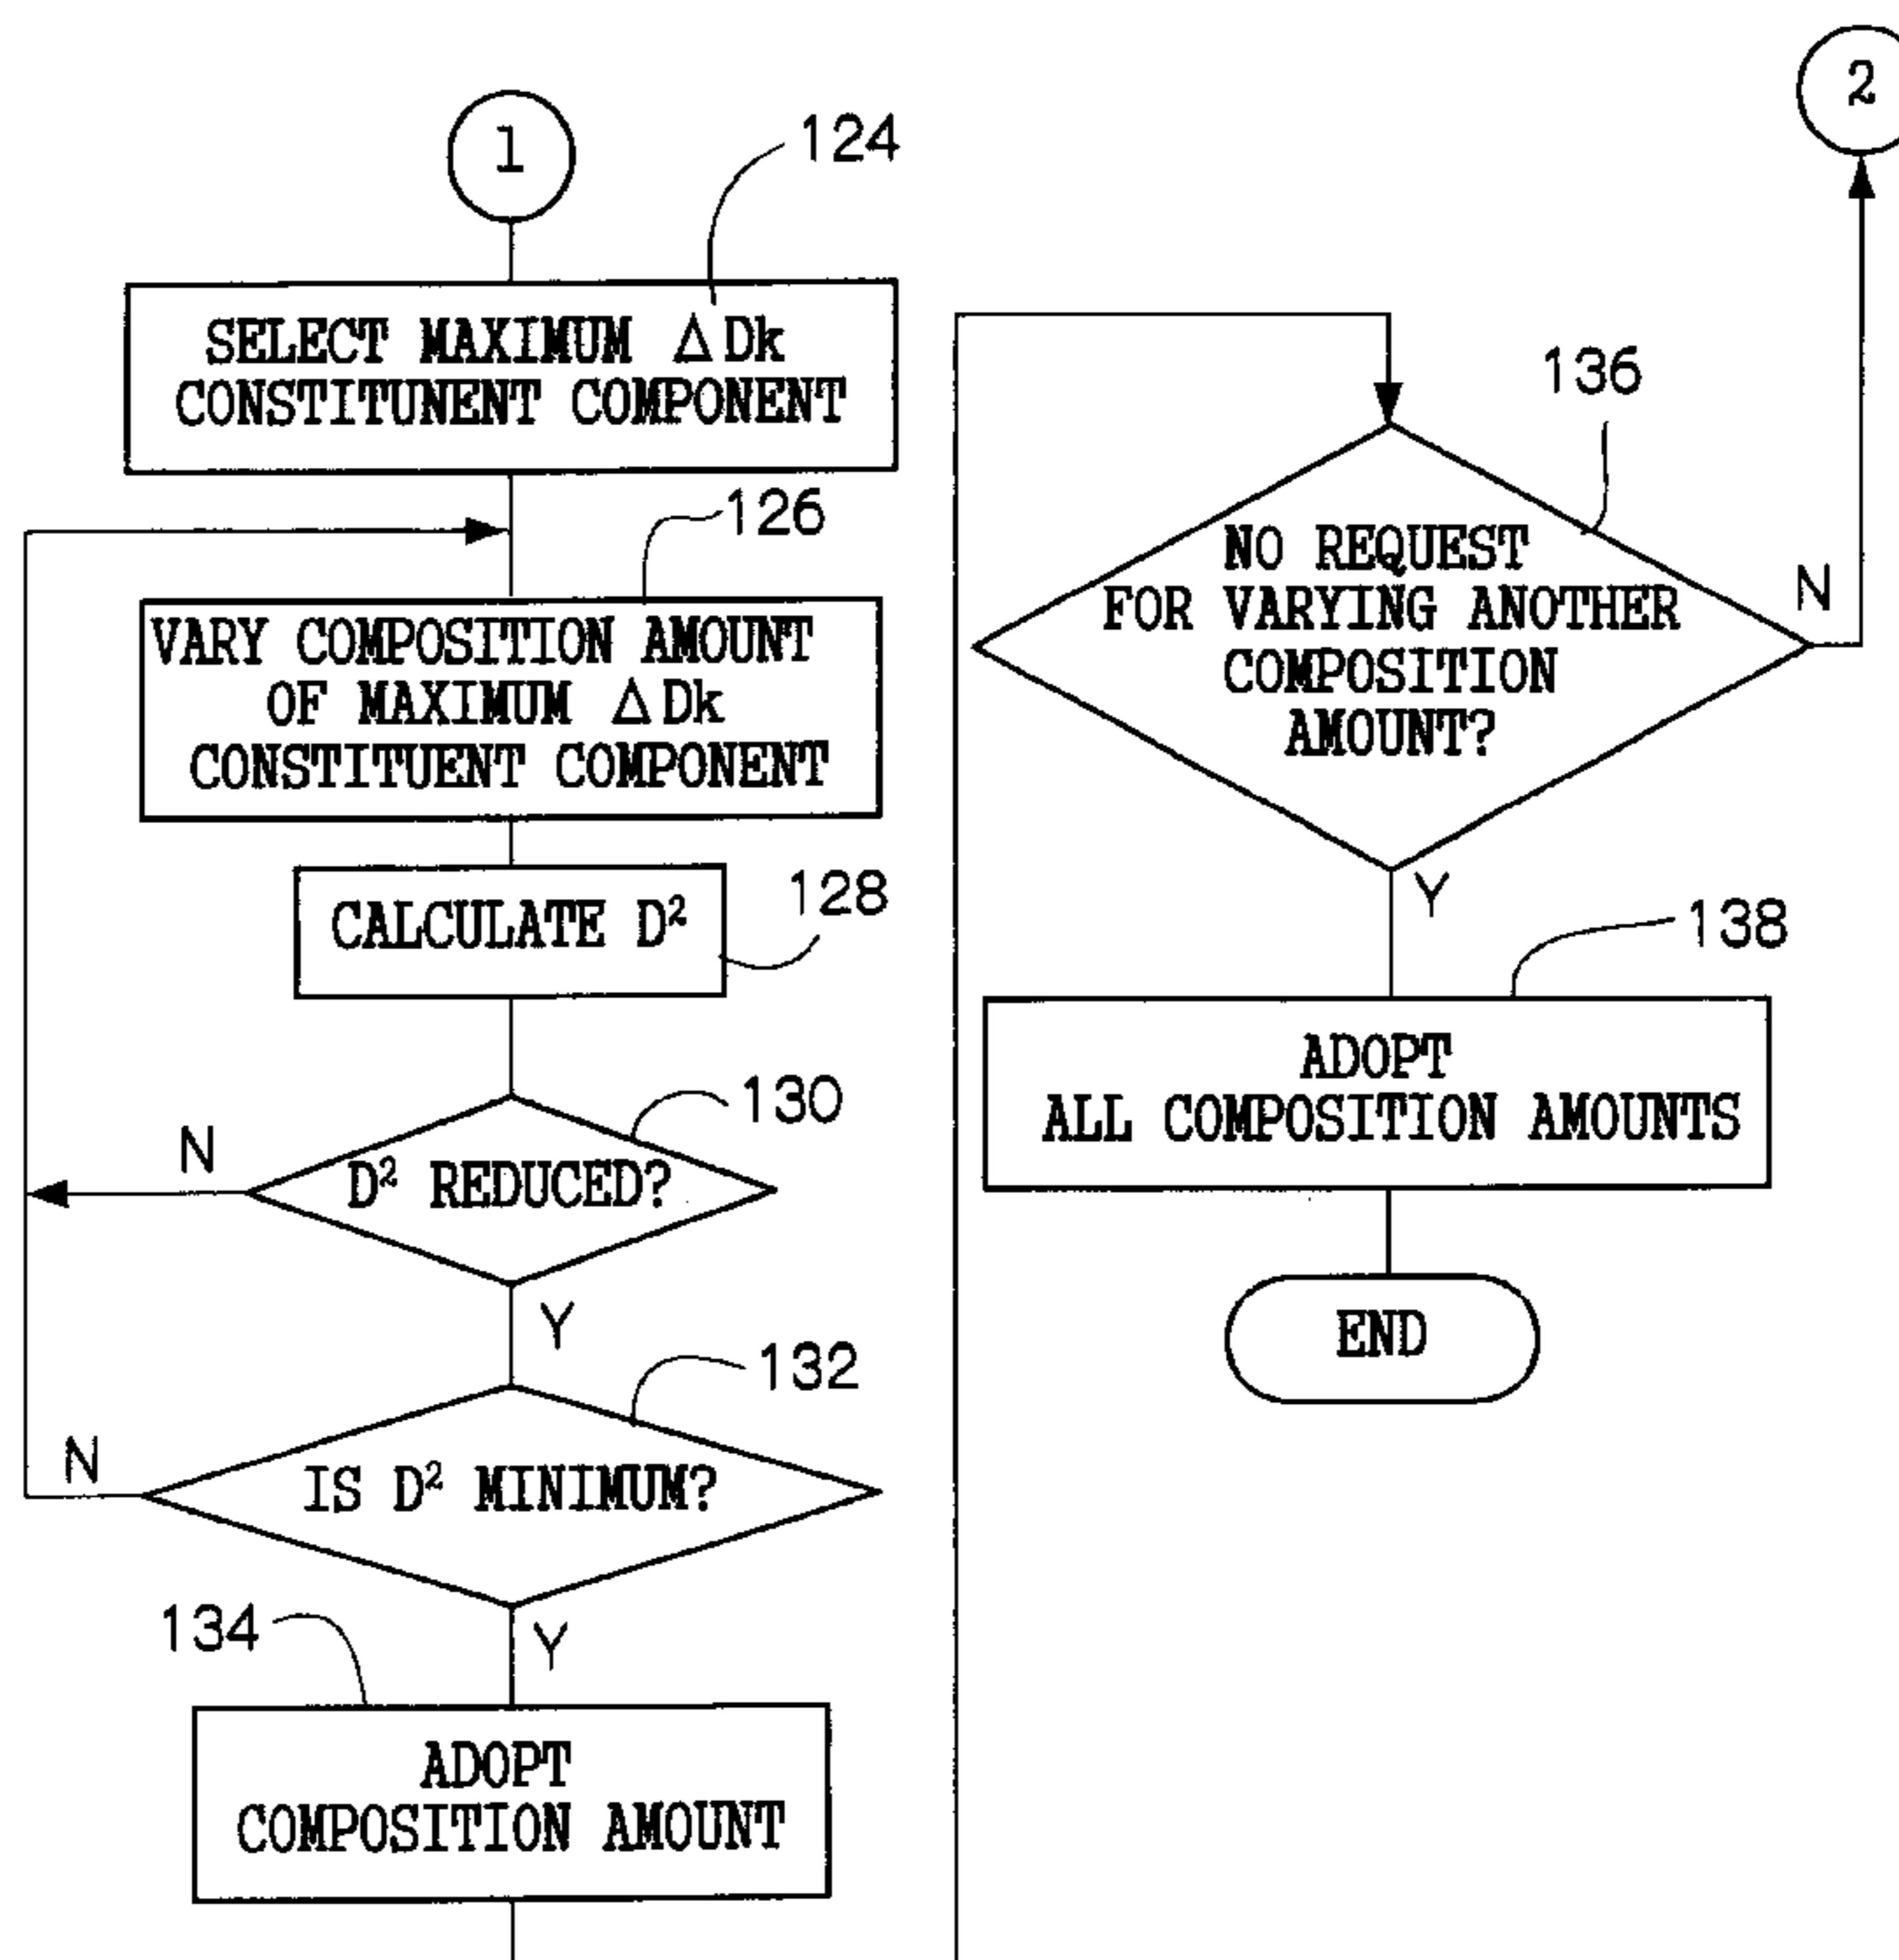 1
124
SELECT MAXIMUM ΔDk
CONSTITUNENT COMPONENT
126
VARY COMPOSITION AMOUNT
OF MAXIMUM ΔDk
CONSTITUENT COMPONENT
CALCULATE D²
128
130
N
D² REDUCED?
Y
132
N
IS D² MINIMUM?
134
Y
ADOPT
COMPOSITION AMOUNT
2
136
NO REQUEST
FOR VARYING ANOTHER
COMPOSITION
AMOUNT?
N
Y
138
ADOPT
ALL COMPOSITION AMOUNTS
END